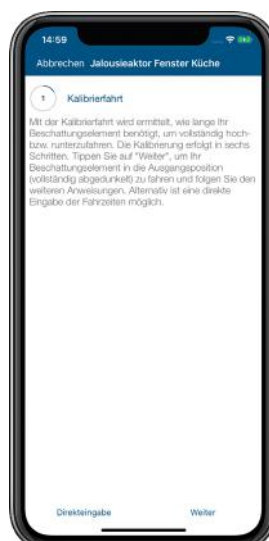 14:59
Abbrechen Jalousieaktor Fenster Küche
1 Kalibrierfahrt
Mit der Kalibrierfahrt wird ermittelt, wie lange Ihr
Beschattungselement benötigt, um vollständig hoch-
bzw. runterzufahren. Die Kalibrierung erfolgt in sechs
Schritten. Tippen Sie auf "Weiter", um Ihr
Beschattungselement in die Ausgangsposition
(vollständig abgedunkelt) zu fahren und folgen Sie den
weiteren Anweisungen. Alternativ ist eine direkte
Eingabe der Fahrzeiten möglich.
Direkteingabe Weiter